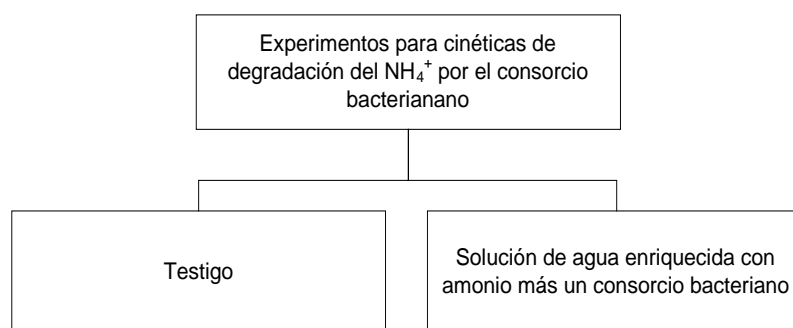 Experimentos para cinéticas de
degradación del NH₄⁺ por el consorcio
bacterianano
Testigo
Solución de agua enriquecida con
amonio más un consorcio bacteriano